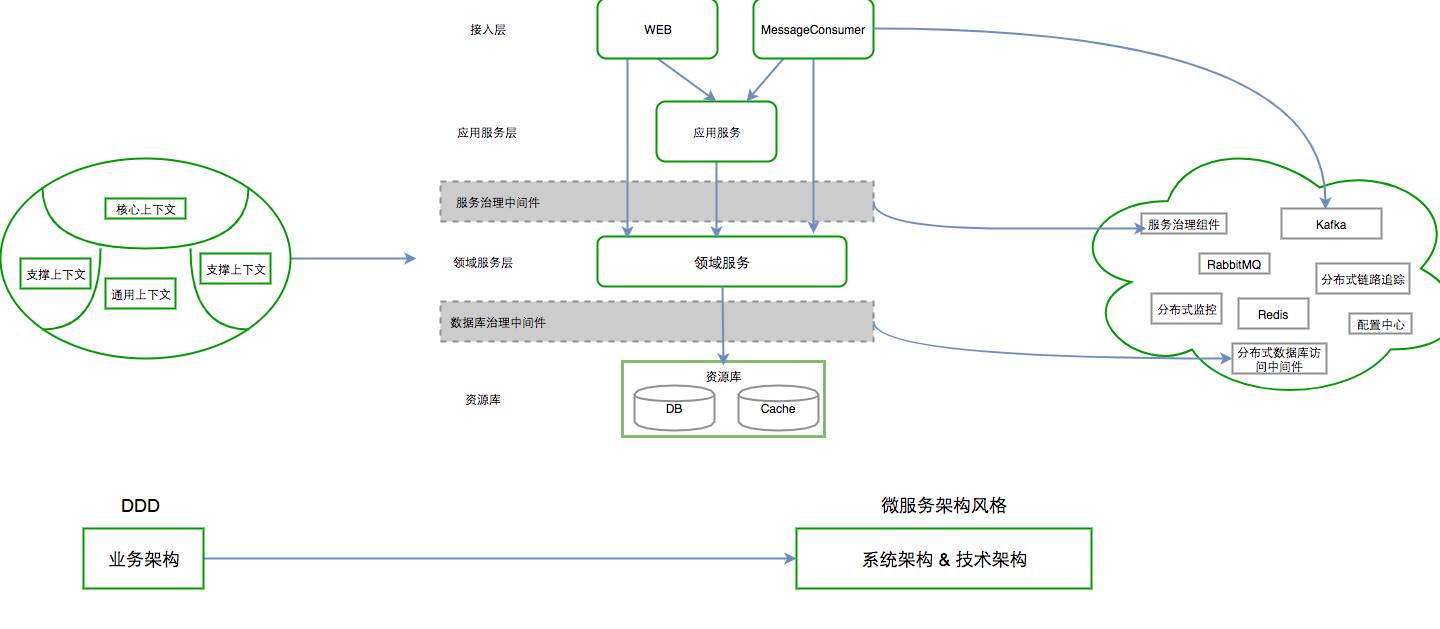 接入层
WEB
MessageConsumer
应用服务层
应用服务
服务治理中间件
领域服务层
领域服务
数据库治理中间件
资源库
资源库
DB
Cache
核心上下文
支撑上下文
支撑上下文
通用上下文
服务治理组件
Kafka
RabbitMQ
分布式链路追踪
分布式监控
Redis
配置中心
分布式数据库访
问中间件
DDD
微服务架构风格
业务架构
系统架构 & 技术架构